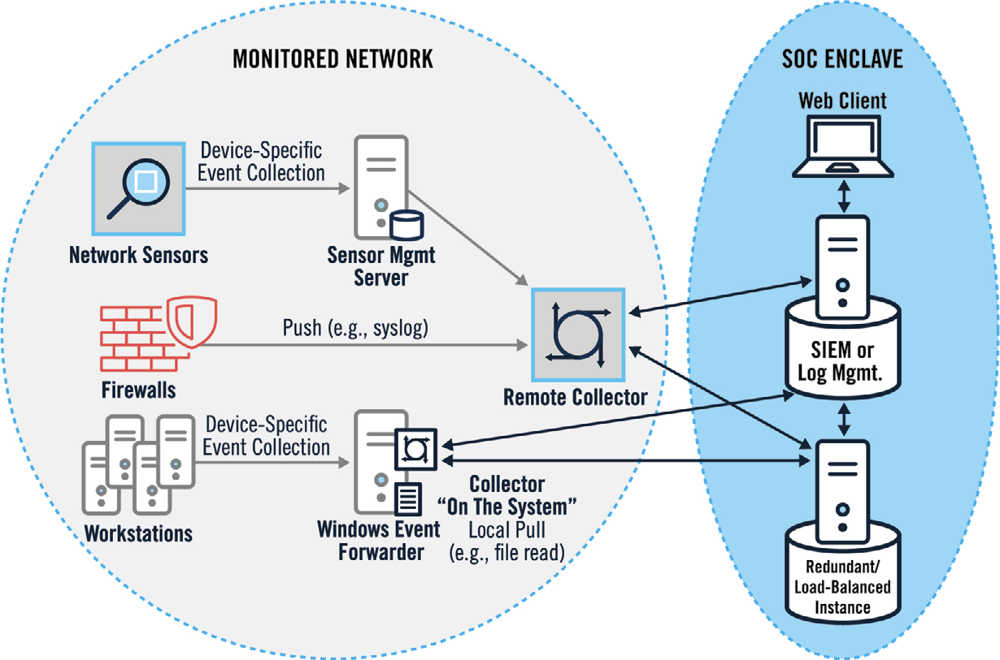 MONITORED NETWORK
Device-Specific
Event Collection
Network Sensors
Sensor Mgmt
Server
Push (e.g., syslog)
Firewalls
Remote Collector
Device-Specific
Event Collection
Workstations
Windows Event
Forwarder
Collector
“On The System”
Local Pull
(e.g., file read)
SOC ENCLAVE
Web Client
SIEM or
Log Mgmt.
Redundant/
Load-Balanced
Instance